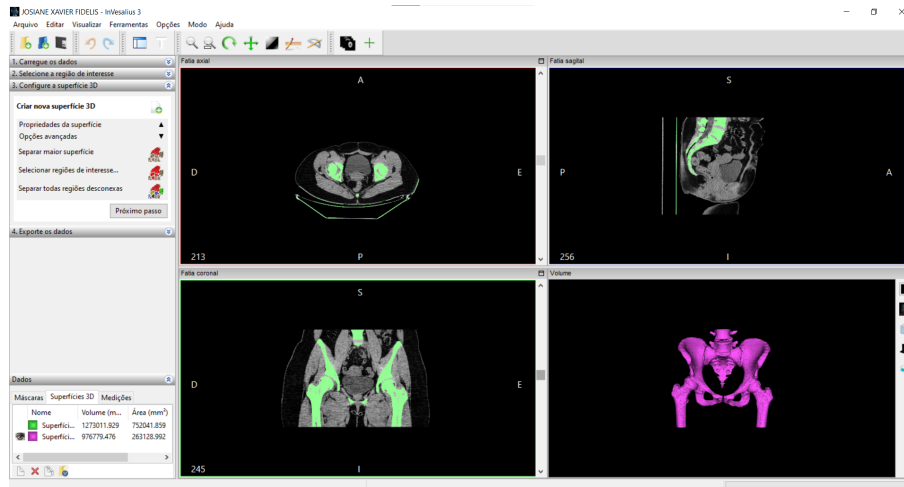 JOSIANE XAVIER FIDELIS - InVesalius 3
Arquivo Editar Visualizar Ferramentas Opções Modo Ajuda
1. Carregue os dados
2. Selecione a região de interesse
3. Configure a superfície 3D
Criar nova superfície 3D
Propriedades da superfície
Opções avançadas
Separar maior superfície
Selecionar regiões de interesse...
Separar todas regiões desconexas
Próximo passo
4. Exporte os dados
Dados
Máscaras Superfícies 3D Medições
Nome Volume (m... Área (mm²)
Superfíci... 1273011.929 752041.859
Superfíci... 976779.476 263128.992
Fatia axial
A
D
E
213
P
Fatia sagital
S
P
A
256
I
Fatia coronal
S
D
E
245
I
Volume